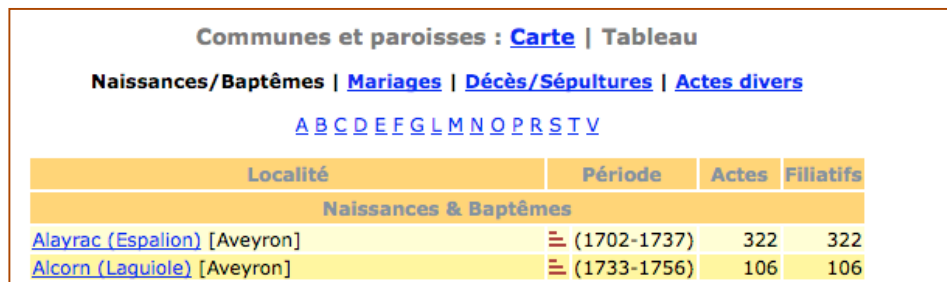 Communes et paroisses : Carte | Tableau
Naissances/Baptêmes | Mariages | Décès/Sépultures | Actes divers
A B C D E F G L M N O P R S T V
Localité Période Actes Filiatifs
Naissances & Baptêmes
Alayrac (Espalion) [Aveyron] (1702-1737) 322 322
Alcorn (Laguiole) [Aveyron] (1733-1756) 106 106